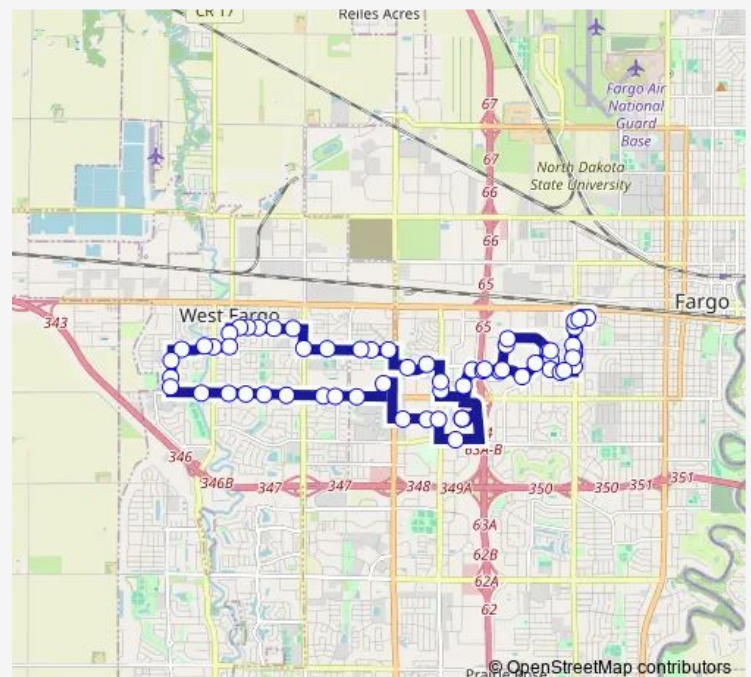 CR 17
Reiles Acres
67
Fargo Air
National
Guard
Base
67
North Dakota
State University
66
66
65
Fargo
West Fargo
343
65
63A-B
346
346B
347
347
348
349A
350
350
351
351
63A
62B
62A
62
Prairie Rose
© OpenStreetMap contributors